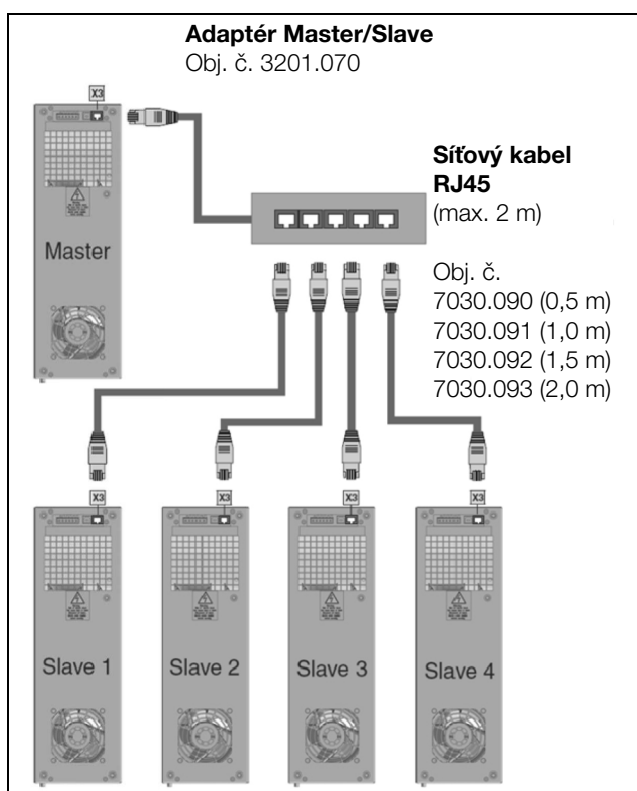 Adaptér Master/Slave
Obj. č. 3201.070
X3
Síťový kabel
RJ45
(max. 2 m)
Master
Obj. č.
7030.090 (0,5 m)
7030.091 (1,0 m)
7030.092 (1,5 m)
7030.093 (2,0 m)
X3
X3
X3
X3
Slave 1
Slave 2
Slave 3
Slave 4